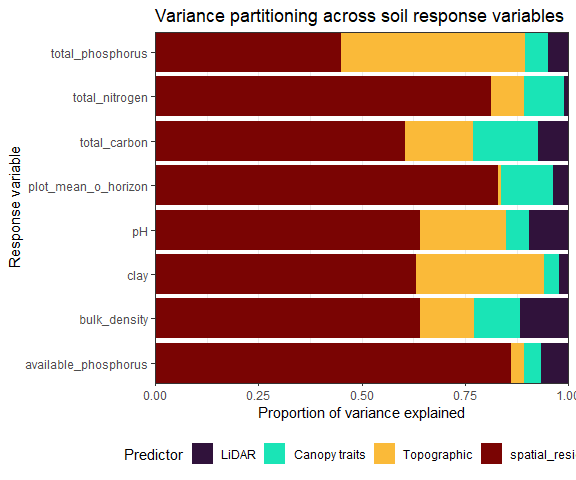 Variance partitioning across soil response variables
Response variable
total_phosphorus
total_nitrogen
total_carbon
plot_mean_o_horizon
pH
clay
bulk_density
available_phosphorus
0.00 0.25 0.50 0.75 1.00
Proportion of variance explained
Predictor LiDAR Canopy traits Topographic spatial_resi